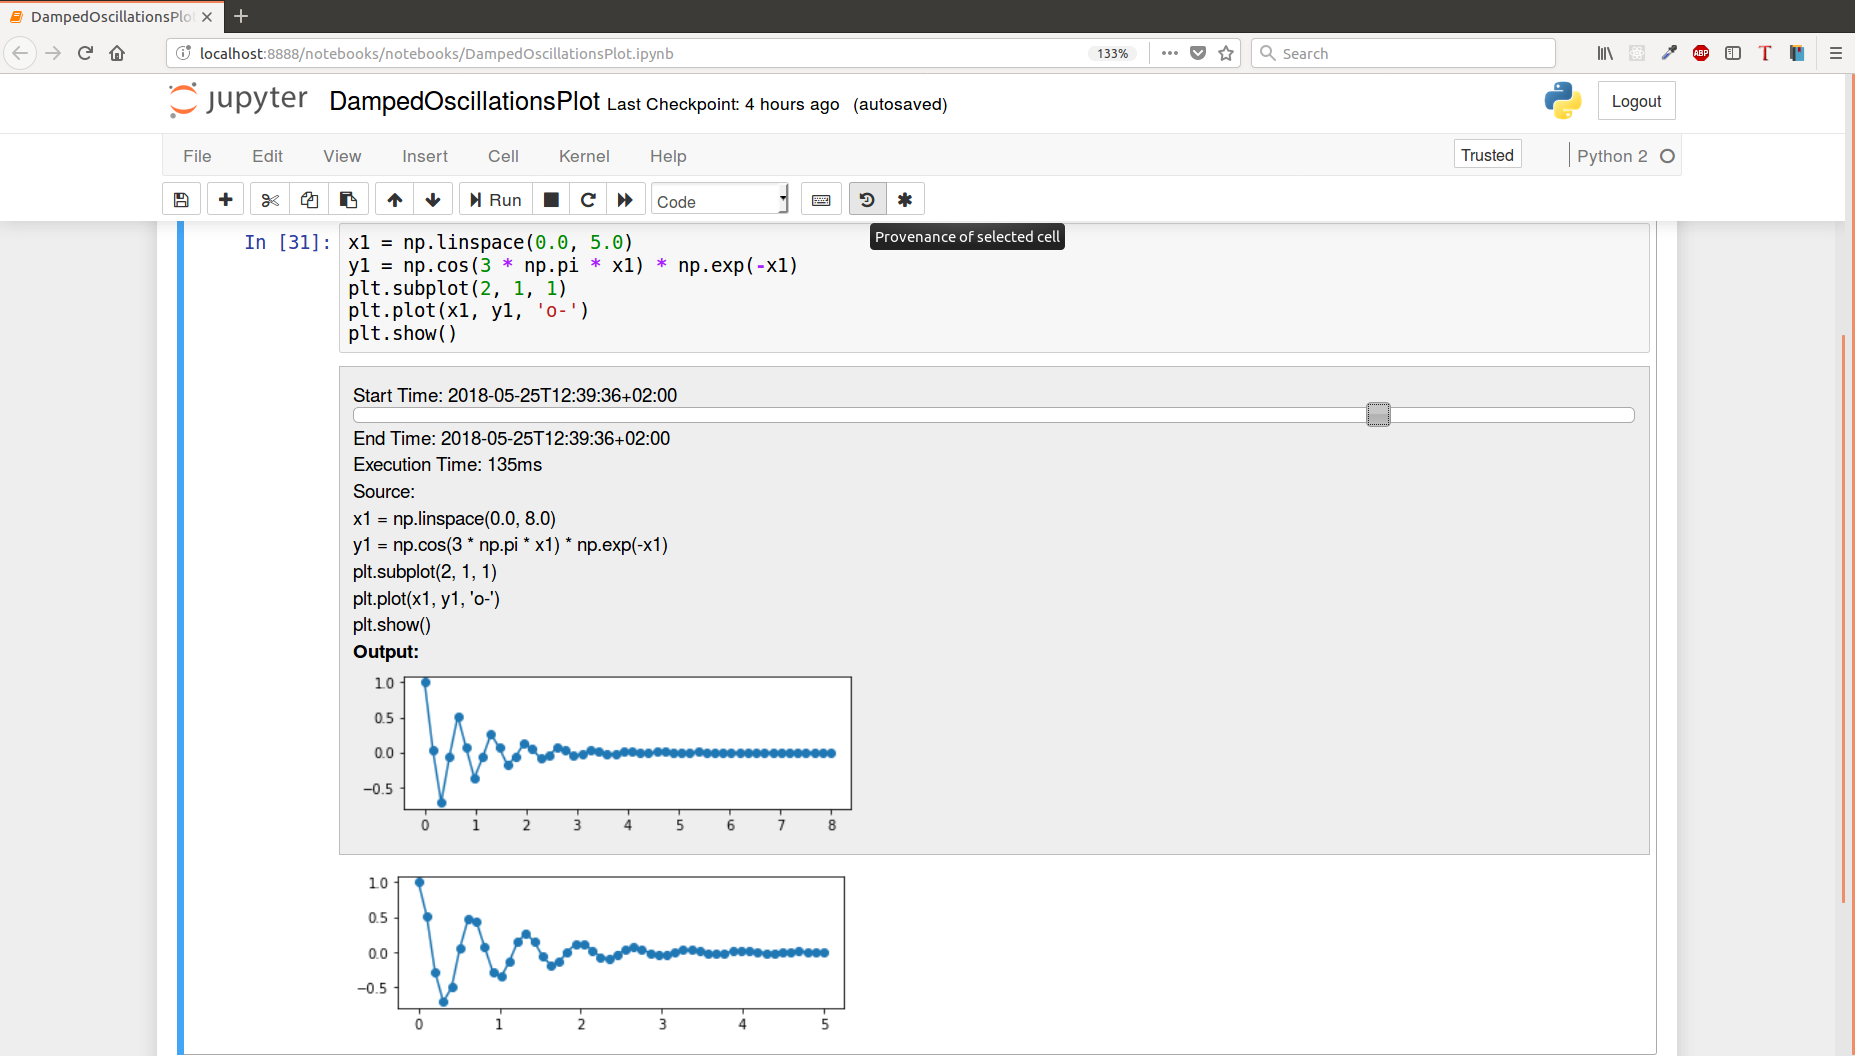 DampedOscillationsPlo
localhost:8888/notebooks/notebooks/DampedOscillationsPlot.ipynb 133% Search ABP T
jupyter DampedOscillationsPlot Last Checkpoint: 4 hours ago (autosaved) Logout
File Edit View Insert Cell Kernel Help Trusted Python 2
Run Code
Provenance of selected cell
In [31]: x1 = np.linspace(0.0, 5.0)
y1 = np.cos(3 * np.pi * x1) * np.exp(-x1)
plt.subplot(2, 1, 1)
plt.plot(x1, y1, 'o-')
plt.show()
Start Time: 2018-05-25T12:39:36+02:00
End Time: 2018-05-25T12:39:36+02:00
Execution Time: 135ms
Source:
x1 = np.linspace(0.0, 8.0)
y1 = np.cos(3 * np.pi * x1) * np.exp(-x1)
plt.subplot(2, 1, 1)
plt.plot(x1, y1, 'o-')
plt.show()
Output:
1.0
0.5
0.0
−0.5
0 1 2 3 4 5 6 7 8
1.0
0.5
0.0
−0.5
0 1 2 3 4 5